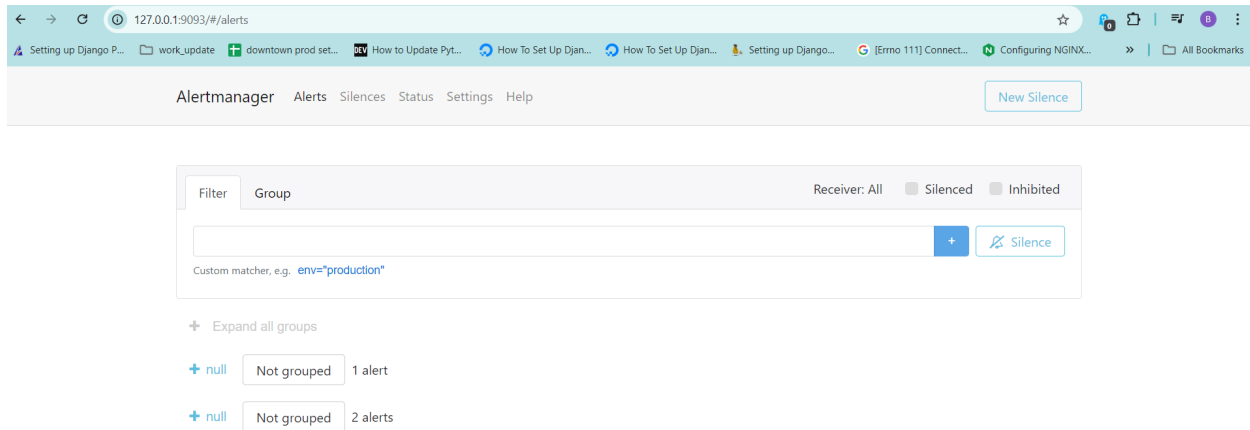 127.0.0.1:9093/#/alerts
0
B
Setting up Django P... work_update downtown prod set... DEV How to Update Pyt... How To Set Up Djan... How To Set Up Djan... Setting up Django... [Errno 111] Connect... Configuring NGINX... » All Bookmarks
Alertmanager Alerts Silences Status Settings Help New Silence
Filter Group Receiver: All Silenced Inhibited
+ Silence
Custom matcher, e.g. env="production"
+ Expand all groups
+ null Not grouped 1 alert
+ null Not grouped 2 alerts